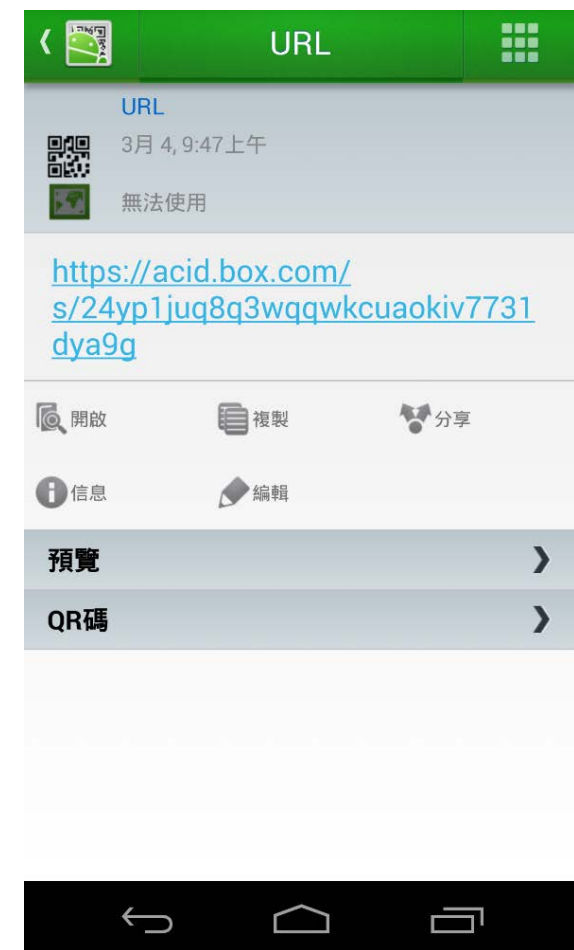 URL
URL
3月 4, 9:47上午
無法使用
https://acid.box.com/
s/24yp1juq8q3wqqwkcuaokiv7731
dya9g
開啟 複製 分享
信息 編輯
預覽
QR碼